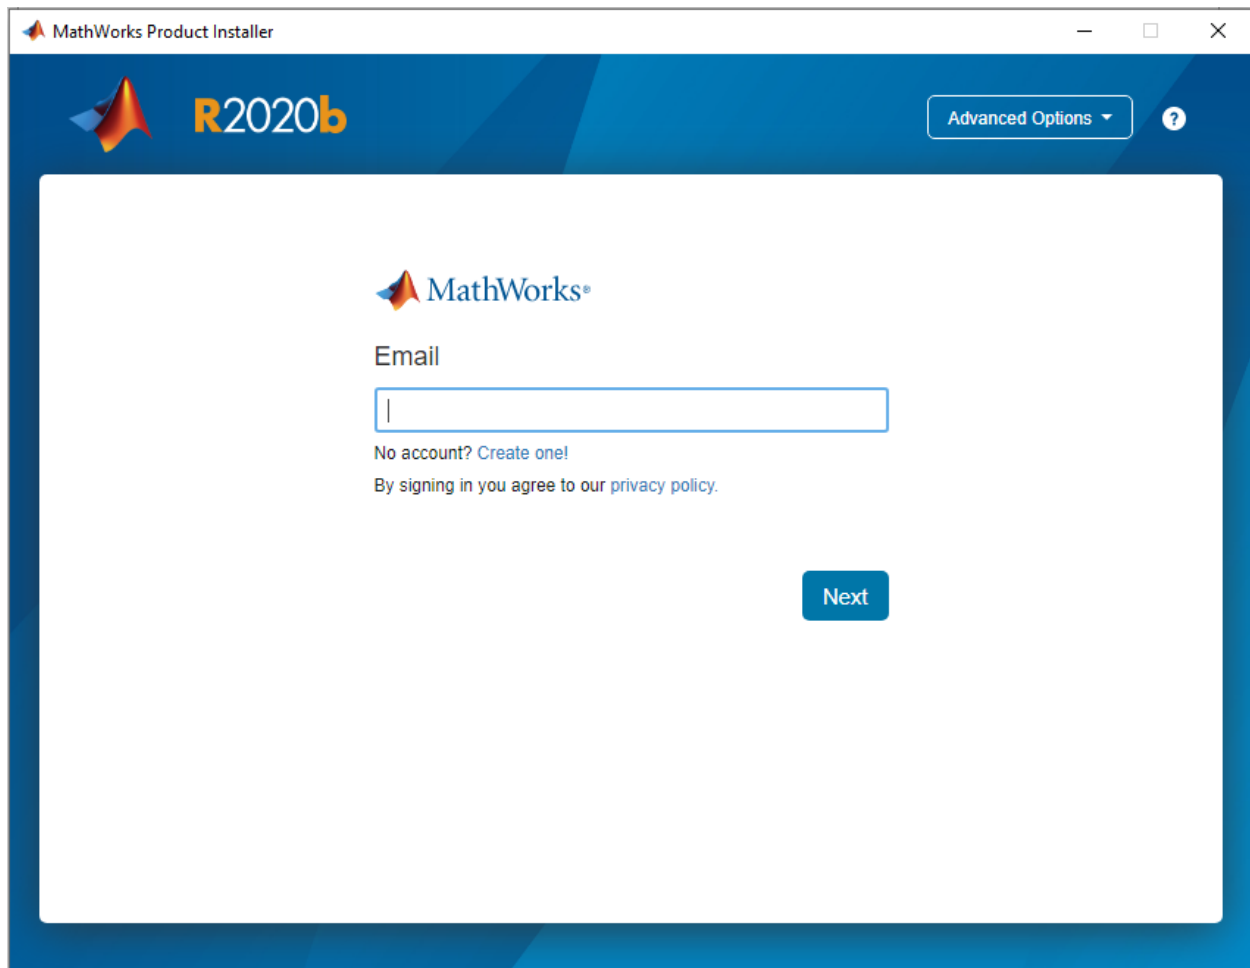 MathWorks Product Installer
R2020b
Advanced Options
?
MathWorks®
Email
No account? Create one!
By signing in you agree to our privacy policy.
Next